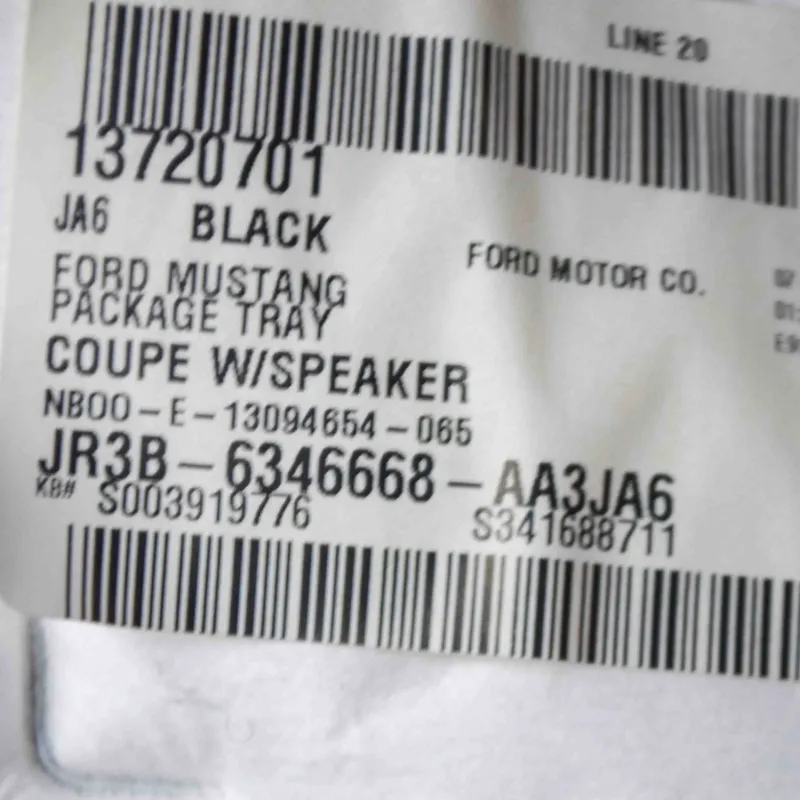 LINE 20
13720701
JA6 BLACK
FORD MOTOR CO.
FORD MUSTANG
PACKAGE TRAY
COUPE W/SPEAKER
NB00-E-13094654-065
JR3B-6346668-AA3JA6
KB# S003919776 S341688711